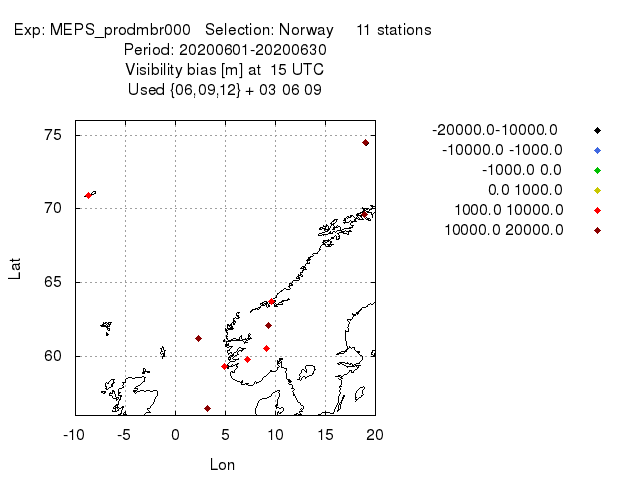 Exp: MEPS_prodmbr000 Selection: Norway 11 stations
Period: 20200601-20200630
Visibility bias [m] at 15 UTC
Used {06,09,12} + 03 06 09
-20000.0-10000.0
-10000.0 -1000.0
-1000.0 0.0
0.0 1000.0
1000.0 10000.0
10000.0 20000.0
75
70
65
60
Lat
-10 -5 0 5 10 15 20
Lon